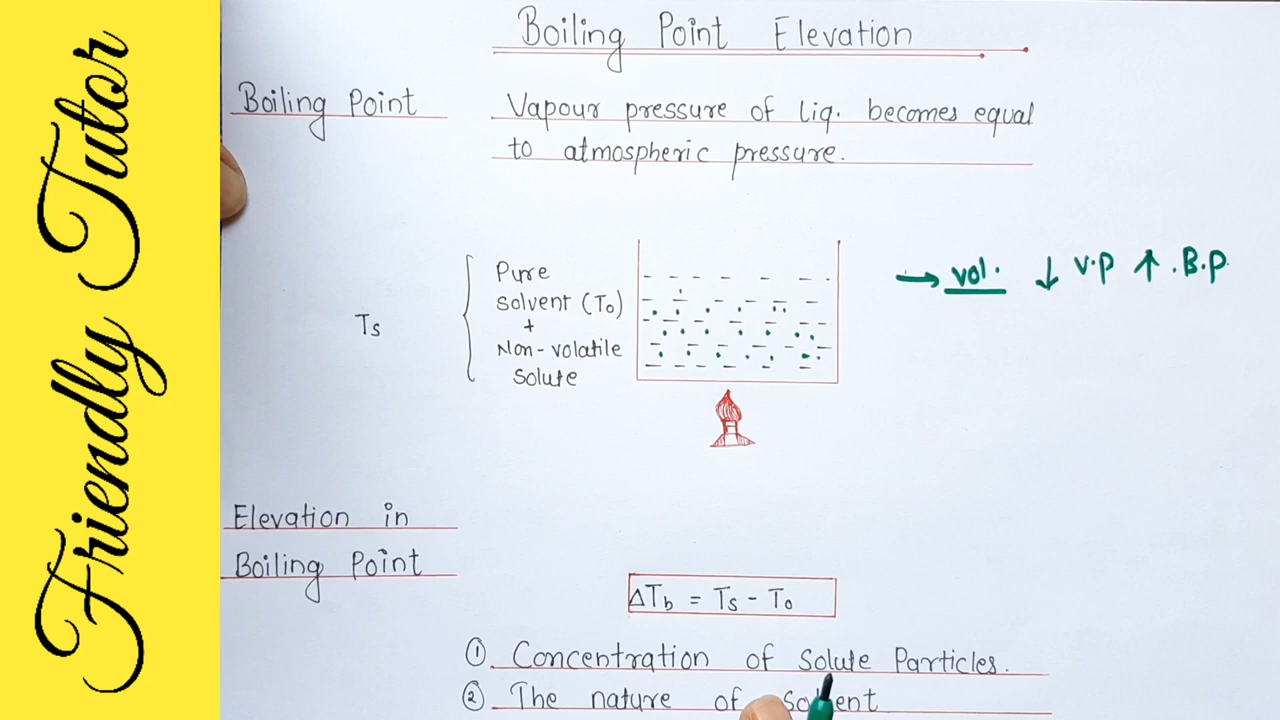 Friendly Tutor
Boiling Point Elevation
Boiling Point
Vapour pressure of liq. becomes equal
to atmospheric pressure.
Ts
Pure
Solvent (To)
+
Non-volatile
Solute
→ vol. ↓ V.P ↑ .B.p.
Elevation in
Boiling Point
ΔTb = Ts - To
① Concentration of Solute Particles.
② The nature of